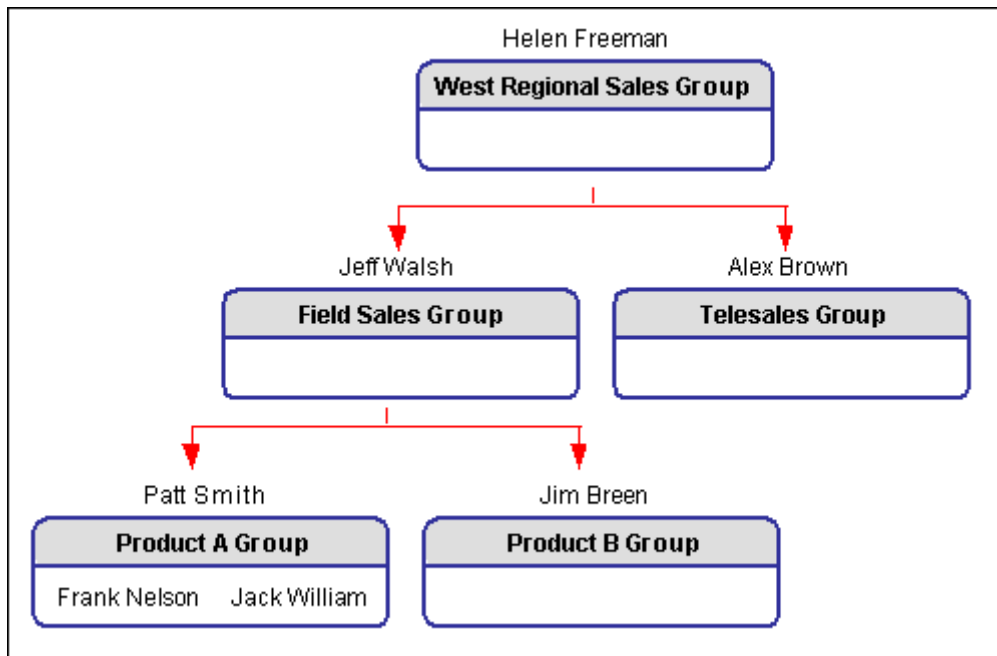 Helen Freeman
West Regional Sales Group
Jeff Walsh
Alex Brown
Field Sales Group
Telesales Group
Patt Smith
Jim Breen
Product A Group
Product B Group
Frank Nelson Jack William